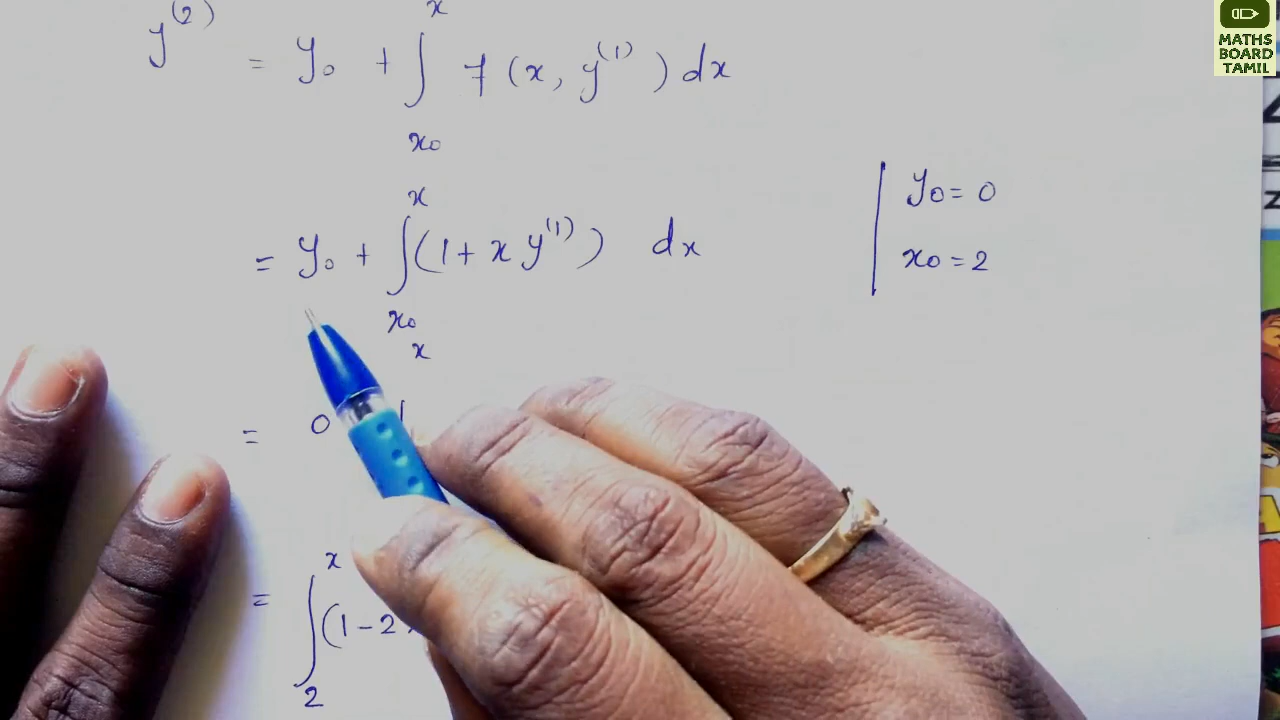 y^(2) = y₀ + ∫_{x₀}^{x} f(x, y^(1)) dx
= y₀ + ∫_{x₀}^{x} (1 + x y^(1)) dx
y₀ = 0
x₀ = 2
x
= 0
= ∫_{2}^{x} (1 - 2
MATHS
BOARD
TAMIL